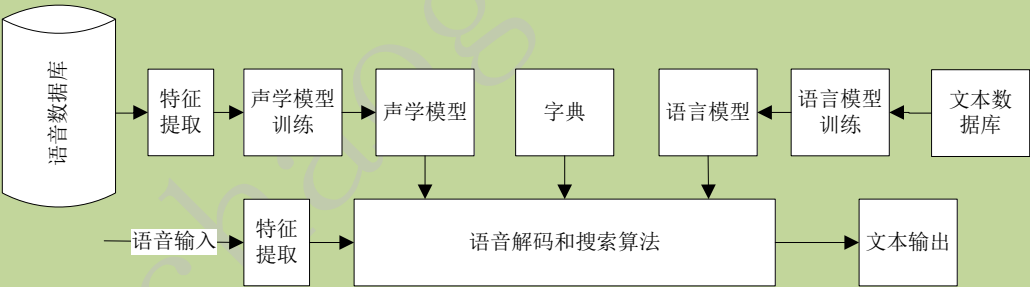 语音数据库
特征
提取
声学模型
训练
声学模型
字典
语言模型
语言模型
训练
文本数
据库
语音输入
特征
提取
语音解码和搜索算法
文本输出